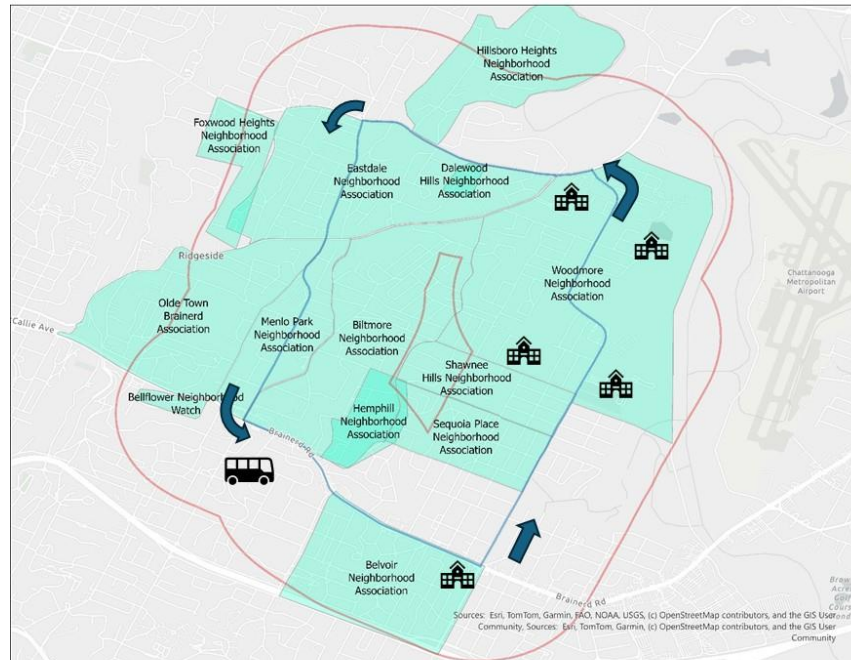 Hillsboro Heights
Neighborhood
Association
Foxwood Heights
Neighborhood
Association
Eastdale
Neighborhood
Association
Dalewood
Hills Neighborhood
Association
Ridgeside
Woodmore
Neighborhood
Association
Chattanooga
Metropolitan
Airport
Olde Town
Brainerd
Association
Callie Ave
Menlo Park
Neighborhood
Association
Biltmore
Neighborhood
Association
Shawnee
Hills Neighborhood
Association
Bellflower Neighborhood
Watch
Hemphill
Neighborhood
Association
Sequoia Place
Neighborhood
Association
Brainerd Rd
Belvoir
Neighborhood
Association
Brainerd Rd
Sources: Esri, TomTom, Garmin, FAO, NOAA, USGS, (c) OpenStreetMap contributors, and the GIS User
Community, Sources: Esri, TomTom, Garmin, (c) OpenStreetMap contributors, and the GIS User
Community